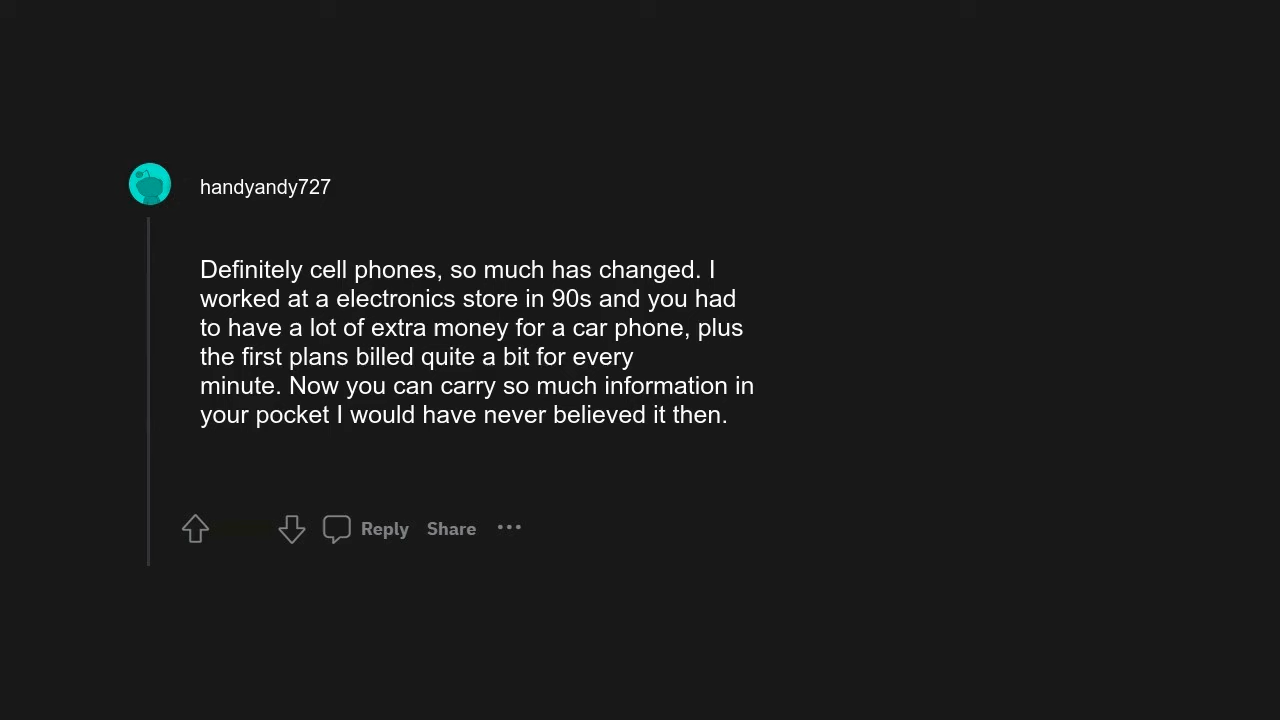 handyandy727
Definitely cell phones, so much has changed. I
worked at a electronics store in 90s and you had
to have a lot of extra money for a car phone, plus
the first plans billed quite a bit for every
minute. Now you can carry so much information in
your pocket I would have never believed it then.
Reply Share